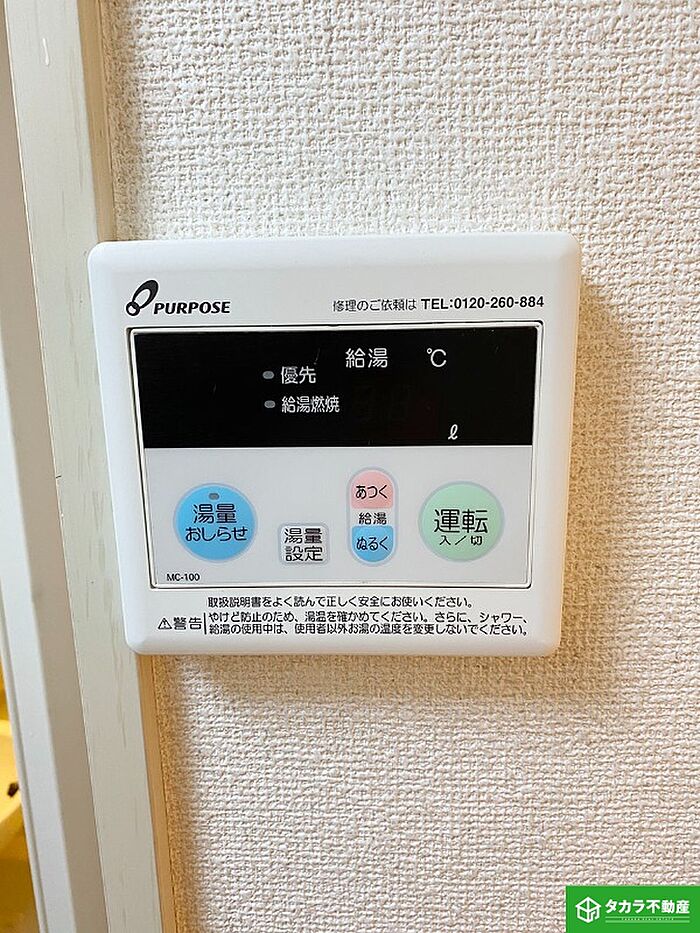 PURPOSE
修理のご依頼は TEL:0120-260-884
給湯 ℃
優先
給湯燃焼
ℓ
湯量
おしらせ
湯量
設定
あつく
給湯
ぬるく
運転
入/切
MC-100
取扱説明書をよく読んで正しく安全にお使いください。
⚠警告
やけど防止のため、湯温を確かめてください。さらに、シャワー、
給湯の使用中は、使用者以外お湯の温度を変更しないでください。
タカラ不動産